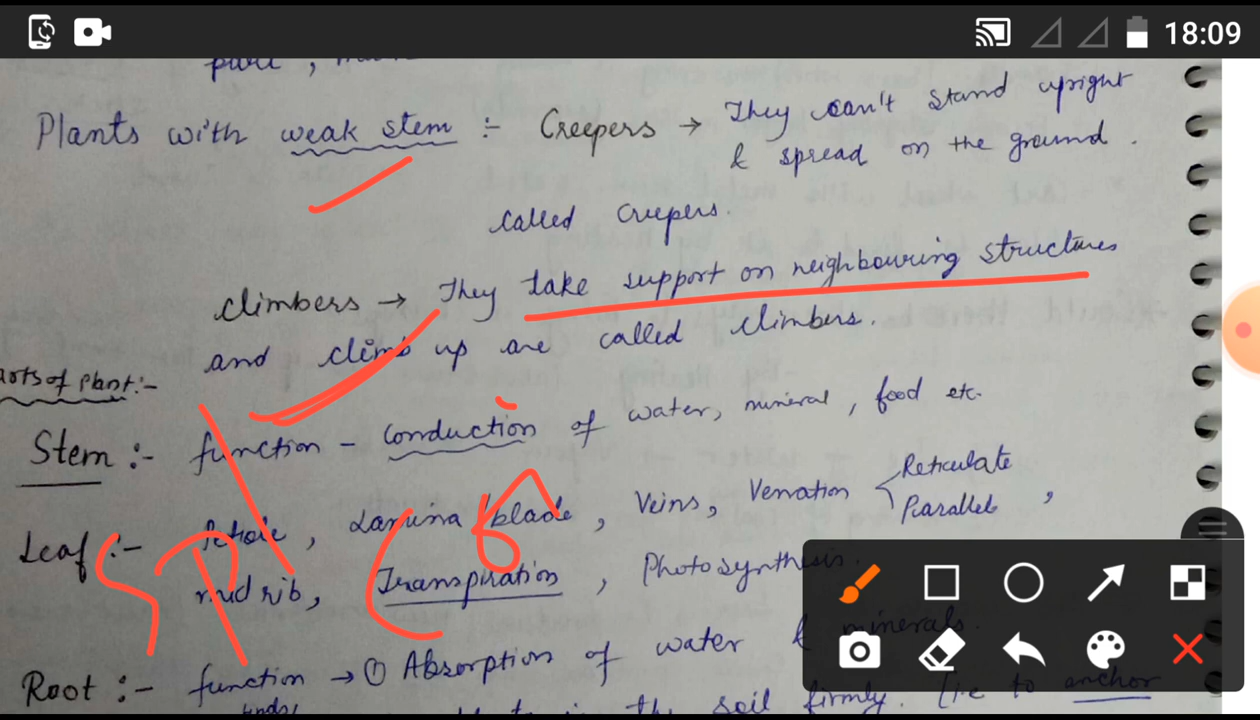 18:09
Plants with weak stem :- Creepers → They can't stand upright
& spread on the ground.
called creepers.
climbers → They take support on neighbouring structures
and climb up are called climbers.
of Plant:-
Stem :- function - conduction of water, mineral, food etc.
Leaf :- Petiole, Lamina/blade, Veins, Venation Reticulate
Parallel,
mid rib, Transpiration, Photosynthesis.
Root :- function → ① Absorption of water & minerals.
the soil firmly. [i.e to anchor